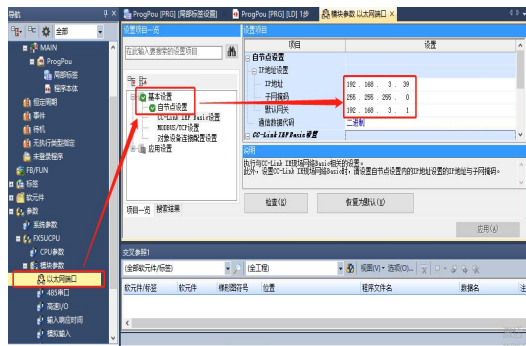 导航
全部
MAIN
ProgPou
局部标签
程序本体
恒定周期
事件
待机
无执行类型指定
未登录程序
FB/FUN
标签
软元件
参数
系统参数
FX5UCPU
CPU参数
模块参数
以太网端口
485串口
高速I/O
输入响应时间
模拟输入
ProgPou [PRG] [局部标签设置]
ProgPou [PRG] [LD] 1步
模块参数 以太网端口
设置项目一览
在此输入要搜索的设置项目
基本设置
自节点设置
CC-Link IEF Basic设置
MODBUS/TCP设置
对象设备连接配置设置
应用设置
项目一览
搜索结果
设置项目
项目
设置
自节点设置
IP地址设置
IP地址
192 . 168 . 3 . 39
子网掩码
255 . 255 . 255 . 0
默认网关
192 . 168 . 3 . 1
通信数据代码
二进制
CC-Link IEF Basic设置
说明
执行与CC-Link IE现场网络Basic相关的设置。
此外，设置CC-Link IE现场网络Basic时，请设置自节点设置内的IP地址设置的IP地址与子网掩码。
检查(K)
恢复为默认(U)
应用(A)
交叉参照1
(全部软元件/标签)
(全工程)
视图(V)
选项(O)...
软元件/标签
软元件
梯形图符号
位置
程序文件名
数据名
注